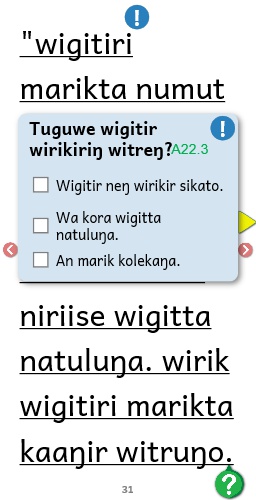 "wigitiri
marikta numut
Tuguwe wigitir
wirikiriŋ witreŋ?A22.3
Wigitir neŋ wirikir sikato.
Wa kora wigitta
natuluŋa.
An marik kolekaŋa.
niriise wigitta
natuluŋa. wirik
wigitiri marikta
kaaŋir witruŋo.
31